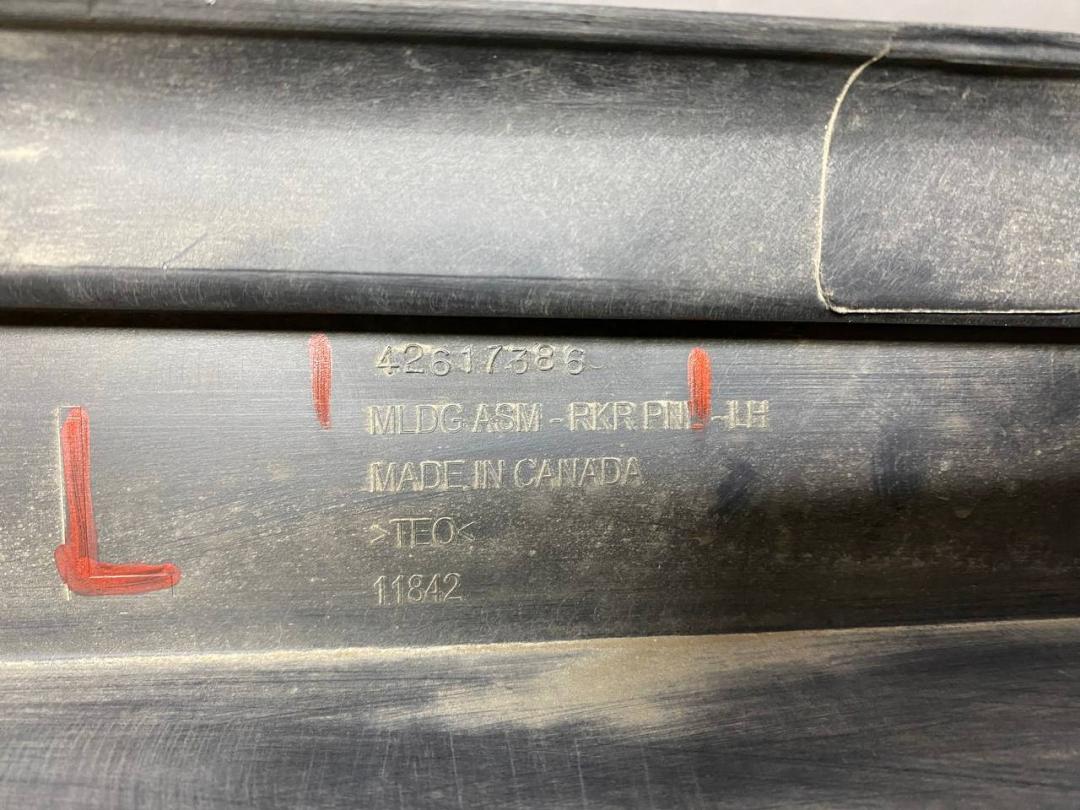 42617386
MLDG ASM - RKR PNL - LH
MADE IN CANADA
>TEO<
11842
L